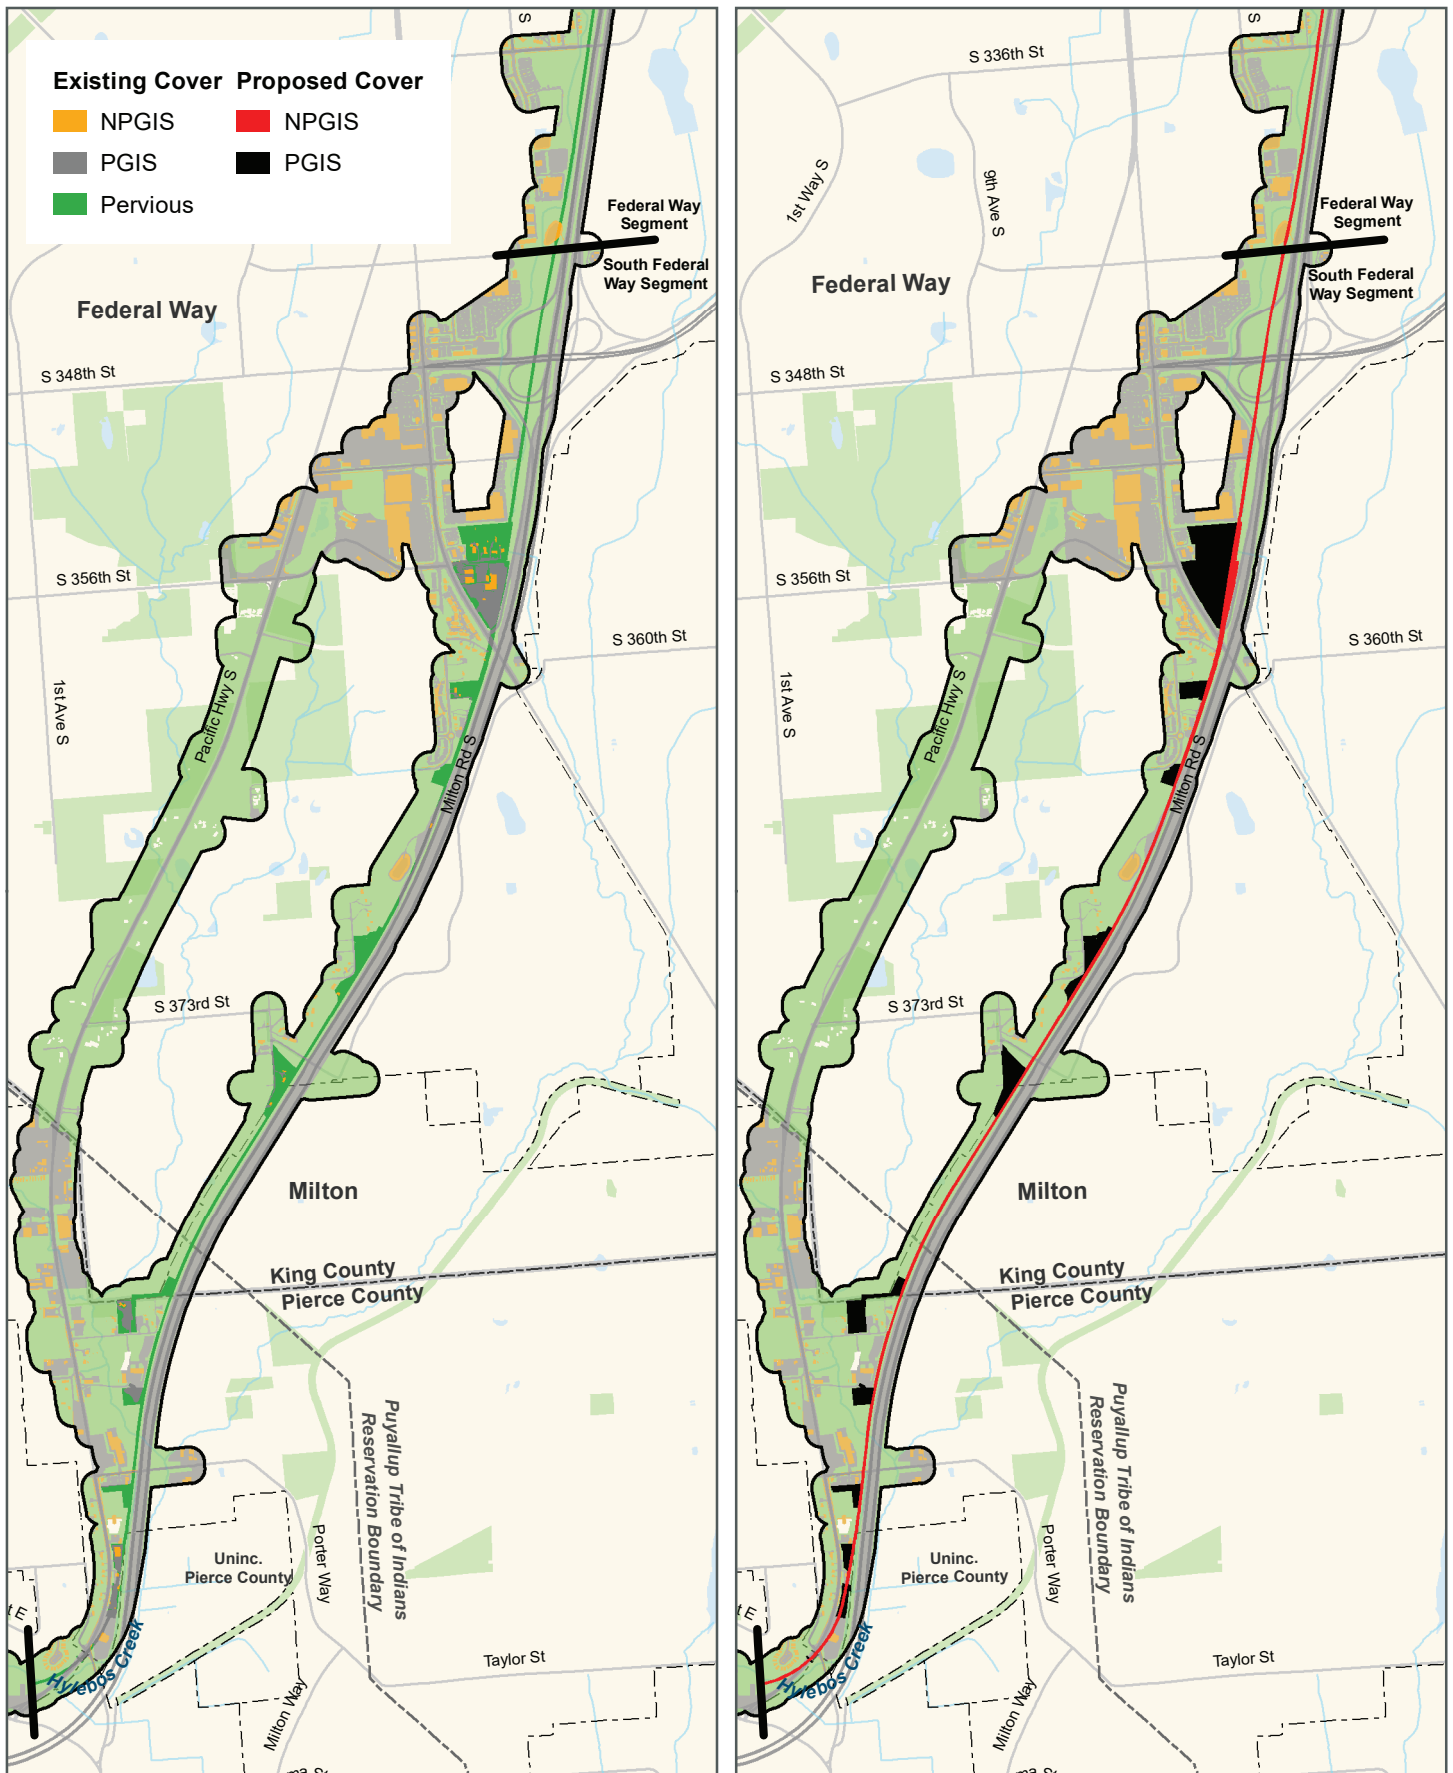 S
Existing Cover Proposed Cover
NPGIS NPGIS
PGIS PGIS
Pervious
Federal Way
Segment
South Federal
Way Segment
Federal Way
S 348th St
S 356th St
S 360th St
1st Ave S
Pacific Hwy S
Milton Rd S
S 373rd St
Milton
King County
Pierce County
Puyallup Tribe of Indians
Reservation Boundary
Uninc.
Pierce County
Porter Way
Hylebos Creek
Taylor St
Milton Way
S
S 336th St
1st Way S
9th Ave S
Federal Way
Segment
South Federal
Way Segment
Federal Way
S 348th St
S 356th St
S 360th St
1st Ave S
Pacific Hwy S
Milton Rd S
S 373rd St
Milton
King County
Pierce County
Puyallup Tribe of Indians
Reservation Boundary
Uninc.
Pierce County
Porter Way
Hylebos Creek
Taylor St
Milton Way